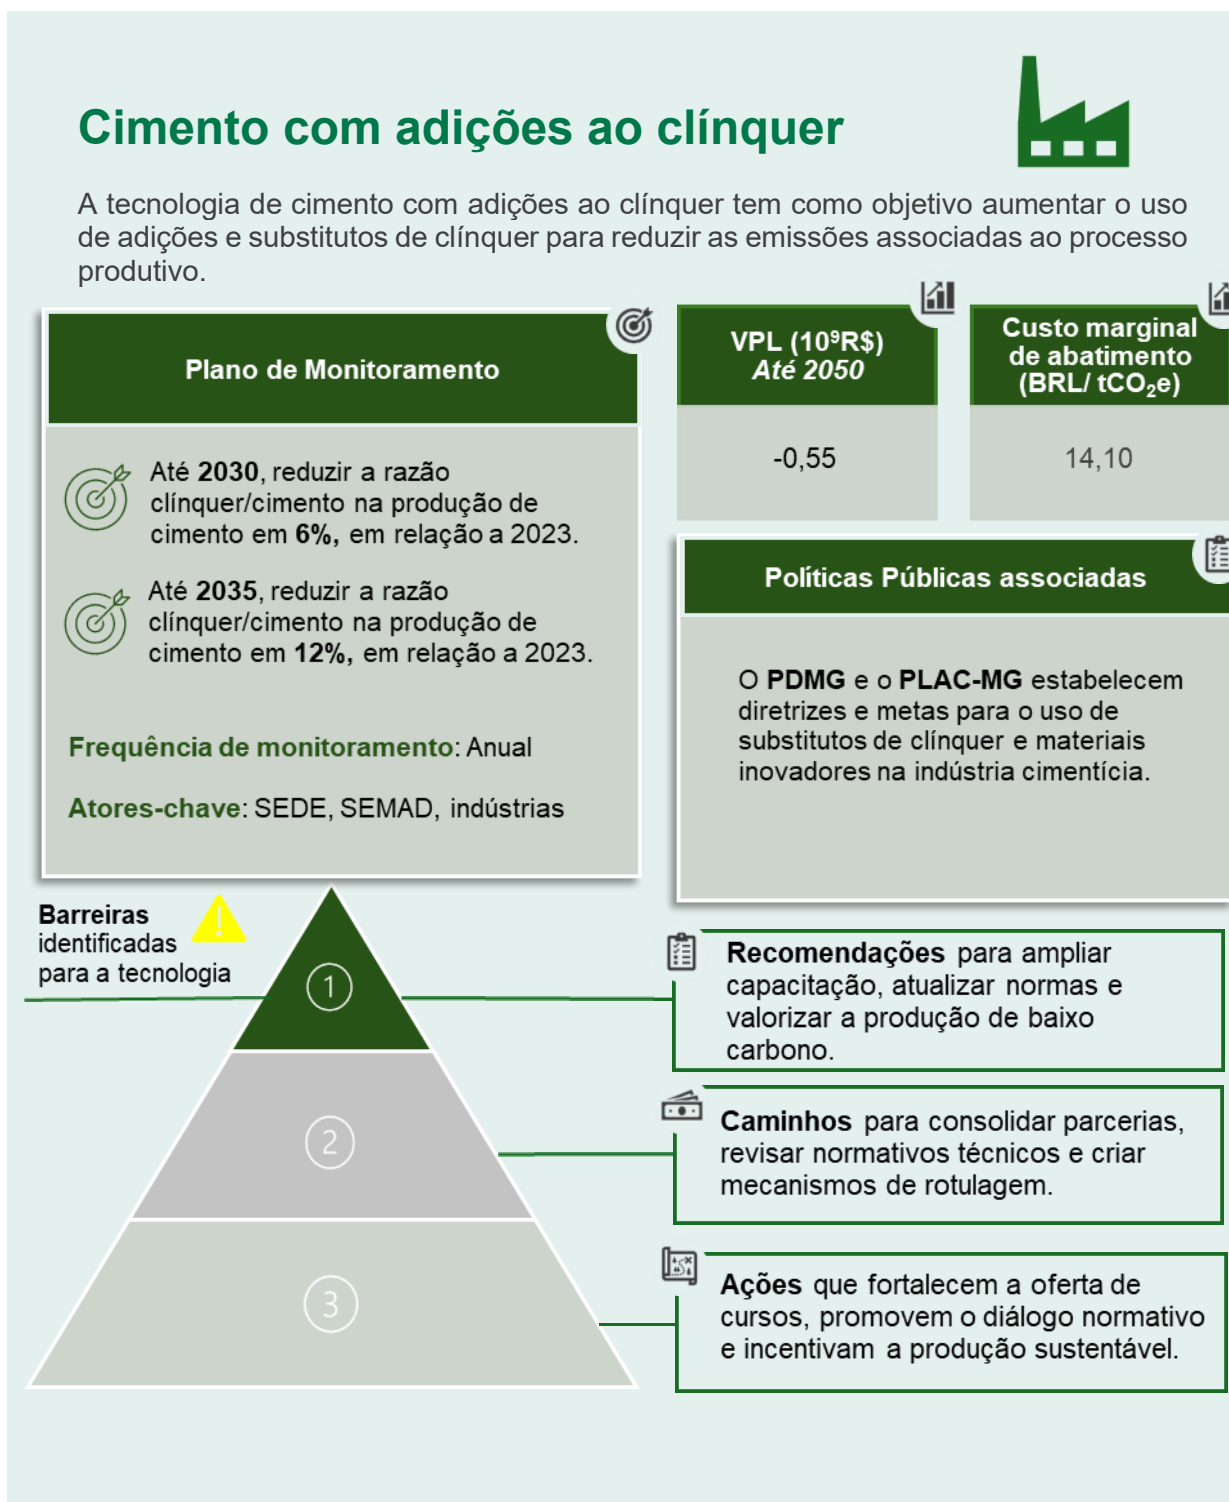 Cimento com adições ao clínquer
A tecnologia de cimento com adições ao clínquer tem como objetivo aumentar o uso
de adições e substitutos de clínquer para reduzir as emissões associadas ao processo
produtivo.
Plano de Monitoramento
Até 2030, reduzir a razão
clínquer/cimento na produção de
cimento em 6%, em relação a 2023.
Até 2035, reduzir a razão
clínquer/cimento na produção de
cimento em 12%, em relação a 2023.
Frequência de monitoramento: Anual
Atores-chave: SEDE, SEMAD, indústrias
VPL (10⁹R$)
Até 2050
-0,55
Custo marginal
de abatimento
(BRL/ tCO₂e)
14,10
Políticas Públicas associadas
O PDMG e o PLAC-MG estabelecem
diretrizes e metas para o uso de
substitutos de clínquer e materiais
inovadores na indústria cimentícia.
Barreiras
identificadas
para a tecnologia
1
Recomendações para ampliar
capacitação, atualizar normas e
valorizar a produção de baixo
carbono.
2
Caminhos para consolidar parcerias,
revisar normativos técnicos e criar
mecanismos de rotulagem.
3
Ações que fortalecem a oferta de
cursos, promovem o diálogo normativo
e incentivam a produção sustentável.